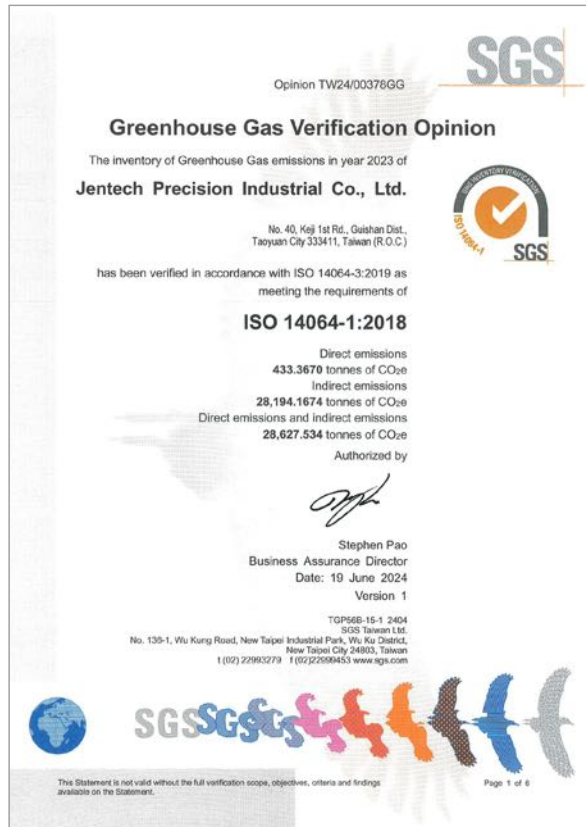 SGS
Opinion TW24/00378GG
Greenhouse Gas Verification Opinion
The inventory of Greenhouse Gas emissions in year 2023 of
Jentech Precision Industrial Co., Ltd.
No. 40, Keji 1st Rd., Guishan Dist.,
Taoyuan City 333411, Taiwan (R.O.C.)
GHG INVENTORY VERIFICATION
ISO 14064-1
SGS
has been verified in accordance with ISO 14064-3:2019 as
meeting the requirements of
ISO 14064-1:2018
Direct emissions
433.3670 tonnes of CO₂e
Indirect emissions
28,194.1674 tonnes of CO₂e
Direct emissions and indirect emissions
28,627.534 tonnes of CO₂e
Authorized by
Stephen Pao
Business Assurance Director
Date: 19 June 2024
Version 1
TGP56B-15-1 2404
SGS Taiwan Ltd.
No. 136-1, Wu Kung Road, New Taipei Industrial Park, Wu Ku District,
New Taipei City 24803, Taiwan
t (02) 22993279 f (02)22999453 www.sgs.com
SGS SGS SGS
This Statement is not valid without the full verification scope, objectives, criteria and findings
available on the Statement.
Page 1 of 6